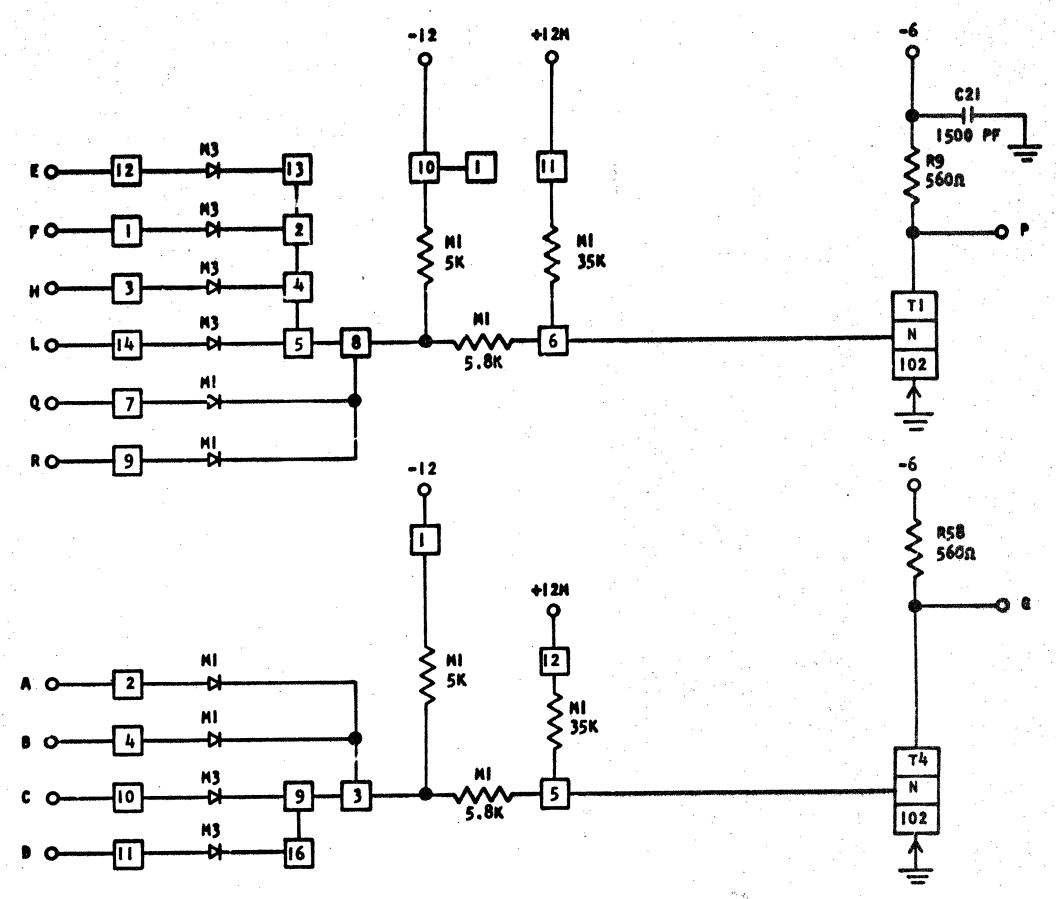 -12
+12M
-6
C21
1500 PF
E
12
M3
13
10
1
11
R9
560Ω
F
1
M3
2
M1
5K
M1
35K
P
H
3
M3
4
T1
N
102
L
14
M3
5
8
M1
5.8K
6
Q
7
M1
R
9
M1
-12
-6
1
R58
560Ω
+12M
G
12
A
2
M1
M1
5K
M1
35K
B
4
M1
T4
N
102
C
10
M3
9
3
M1
5.8K
5
D
11
M3
16